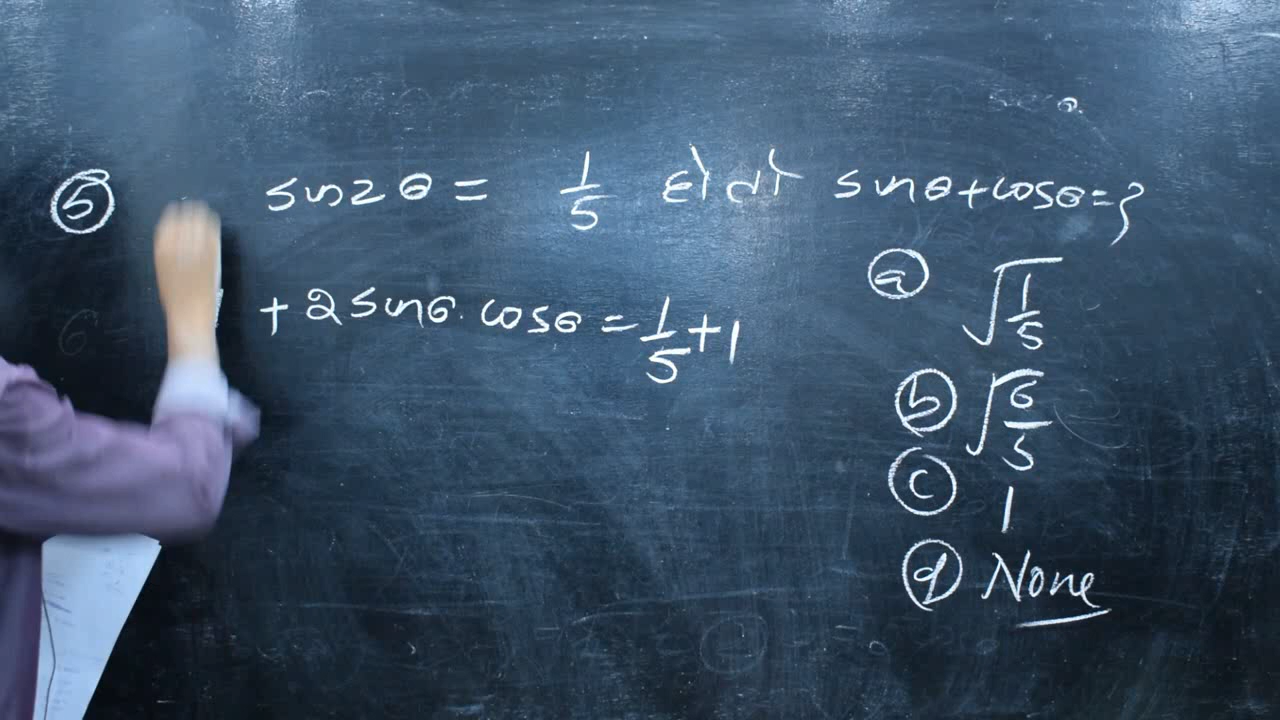 ⑤ sin2θ = 1/5 હોય તો sinθ+cosθ=?
+ 2sinθ. cosθ = 1/5 + 1
ⓐ √1/5
ⓑ √6/5
ⓒ 1
ⓓ None